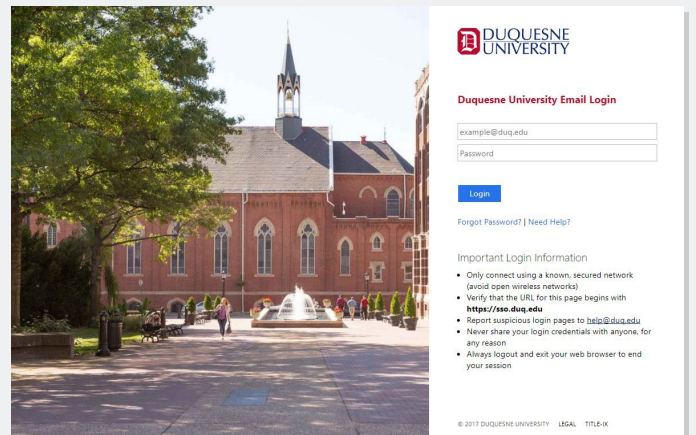 DUQUESNE
UNIVERSITY
Duquesne University Email Login
example@duq.edu
Password
Login
Forgot Password? | Need Help?
Important Login Information
• Only connect using a known, secured network
(avoid open wireless networks)
• Verify that the URL for this page begins with
https://sso.duq.edu
• Report suspicious login pages to help@duq.edu
• Never share your login credentials with anyone, for
any reason
• Always logout and exit your web browser to end
your session
© 2017 DUQUESNE UNIVERSITY LEGAL TITLE-IX